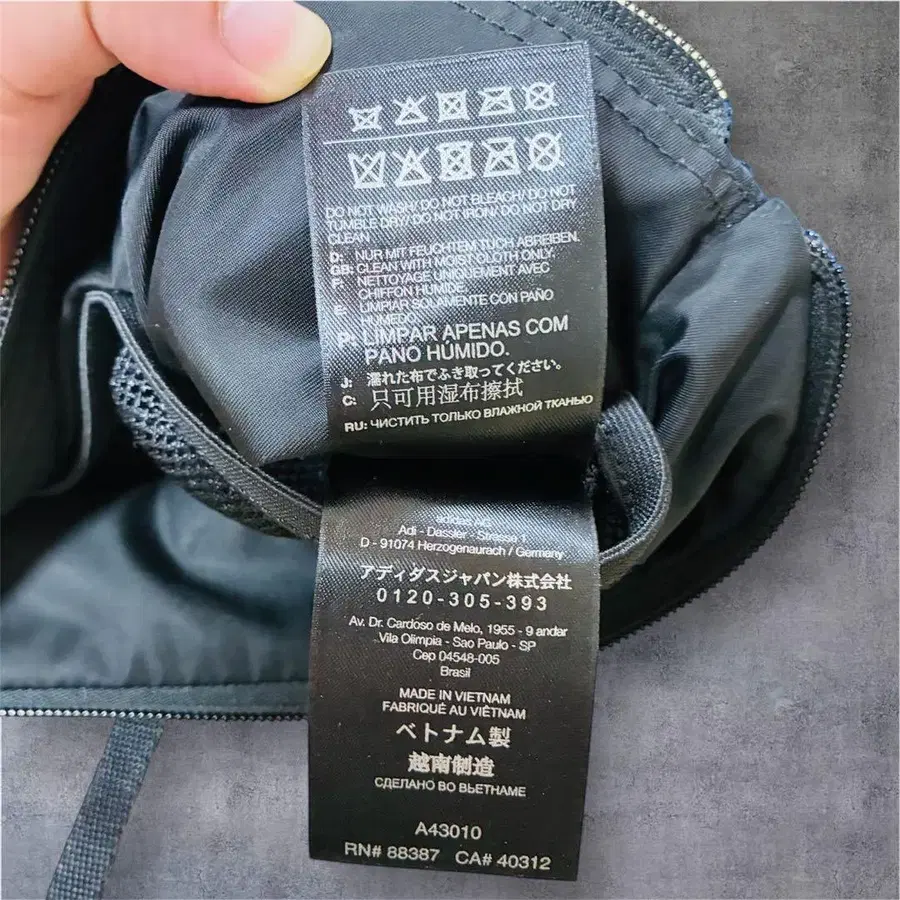 DO NOT WASH/ DO NOT BLEACH/ DO NOT
TUMBLE DRY/ DO NOT IRON/ DO NOT DRY
CLEAN
D: NUR MIT FEUCHTEM TUCH ABREIBEN.
GB: CLEAN WITH MOIST CLOTH ONLY.
F: NETTOYAGE UNIQUEMENT AVEC
CHIFFON HUMIDE.
E: LIMPIAR SOLAMENTE CON PAÑO
HÚMEDO.
P: LIMPAR APENAS COM
PANO HÚMIDO.
J:濡れた布でふき取ってください。
C: 只可用湿布擦拭
RU: ЧИСТИТЬ ТОЛЬКО ВЛАЖНОЙ ТКАНЬЮ
adidas AG
Adi - Dassler - Strasse 1
D - 91074 Herzogenaurach / Germany
アディダスジャパン株式会社
0120-305-393
Av. Dr. Cardoso de Melo, 1955 - 9 andar
Vila Olimpia - Sao Paulo - SP
Cep 04548-005
Brasil
MADE IN VIETNAM
FABRIQUÉ AU VIÊTNAM
ベトナム製
越南制造
СДЕЛАНО ВО ВЬЕТНАМЕ
A43010
RN# 88387 CA# 40312